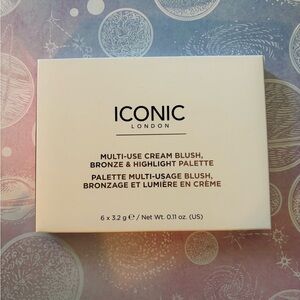 ICONIC
LONDON
MULTI-USE CREAM BLUSH,
BRONZE & HIGHLIGHT PALETTE
PALETTE MULTI-USAGE BLUSH,
BRONZAGE ET LUMIÈRE EN CRÈME
6 x 3.2 g ℮ / Net Wt. 0.11 oz. (US)